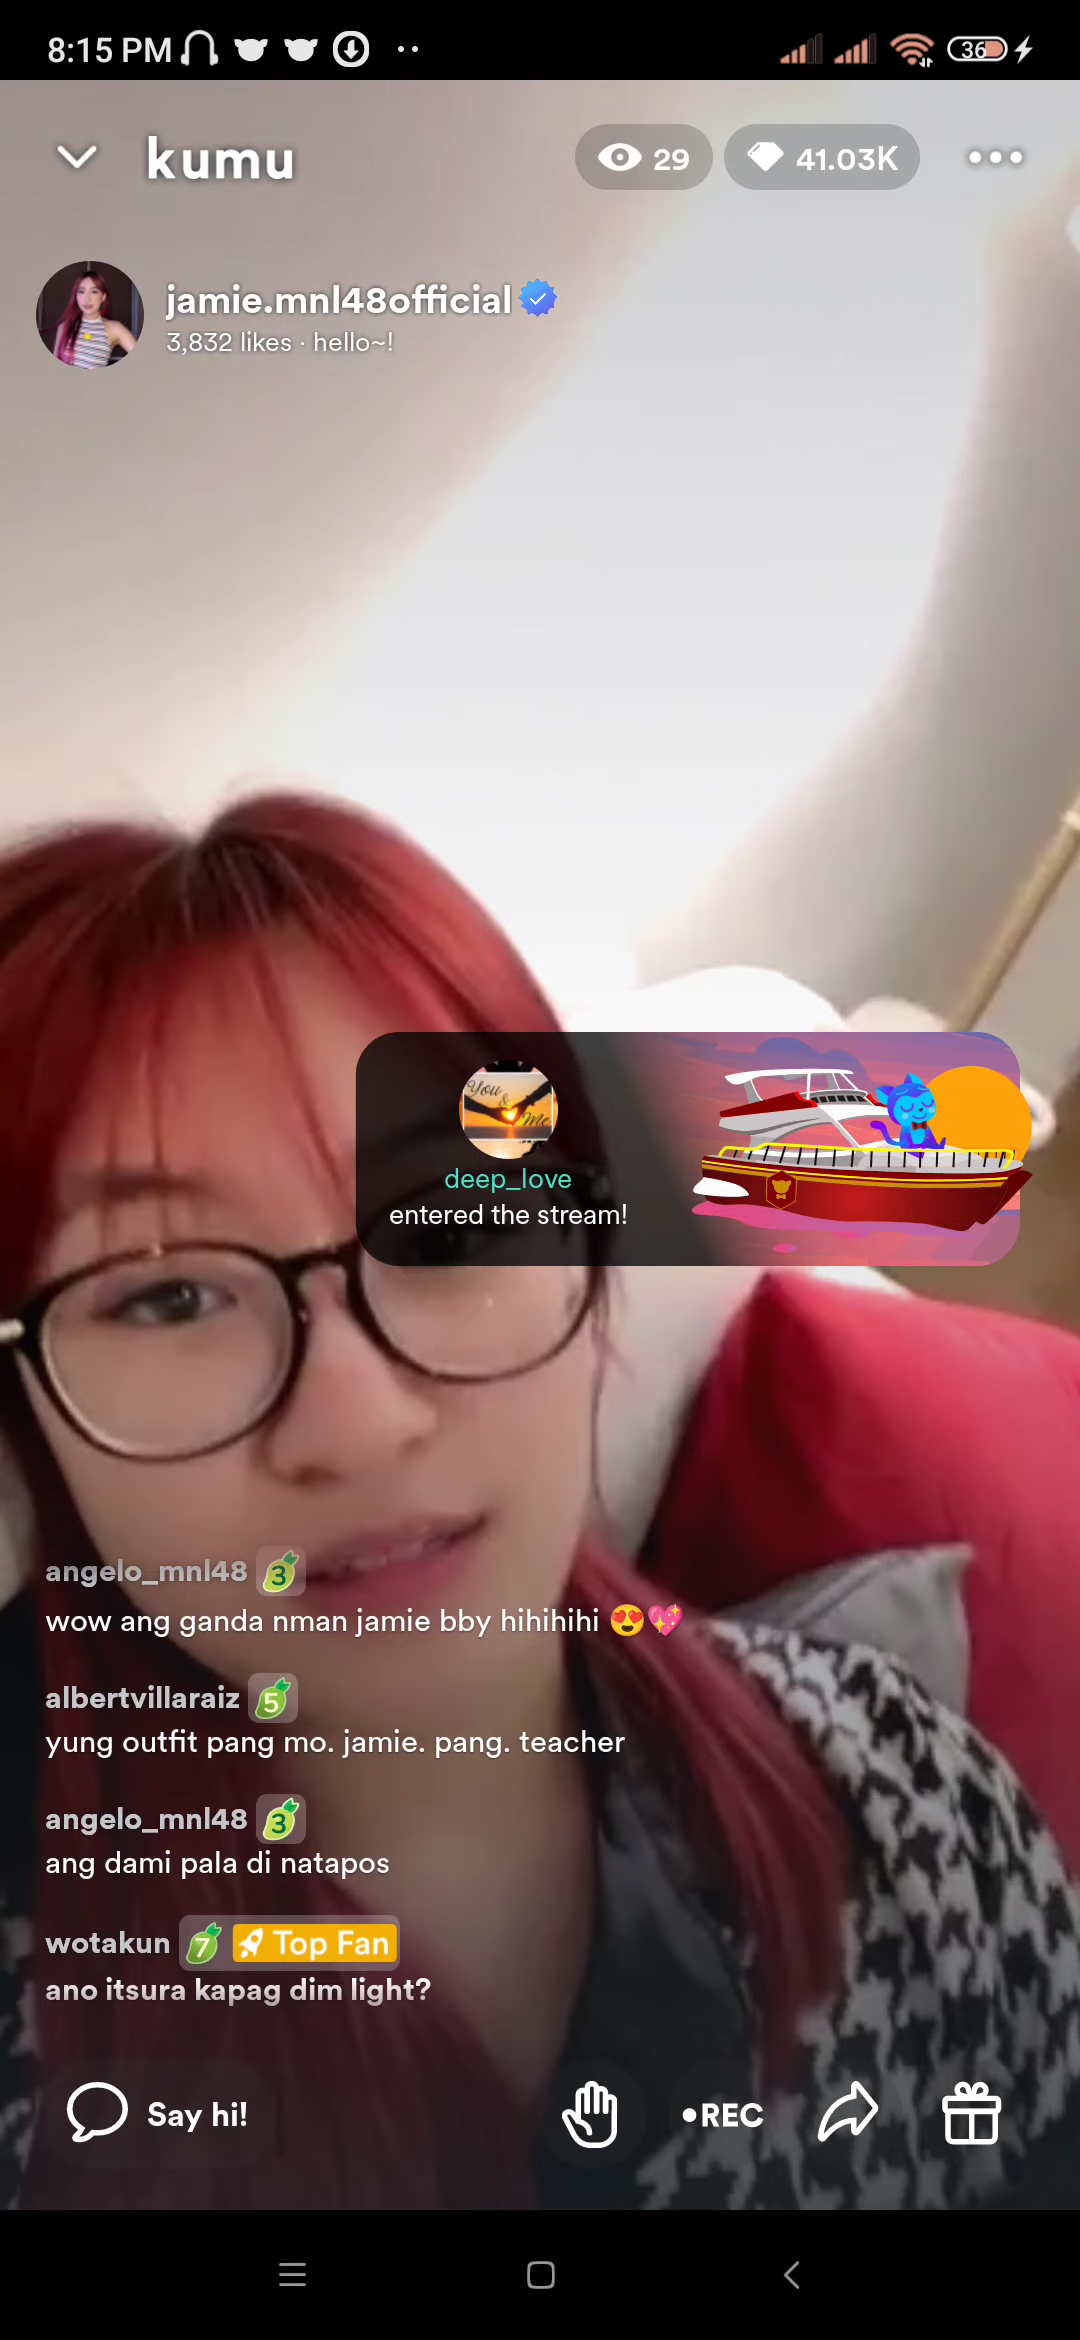 8:15 PM
36
kumu
29
41.03K
jamie.mnl48official
3,832 likes · hello~!
You
&
Me
deep_love
entered the stream!
angelo_mnl48 3
wow ang ganda nman jamie bby hihihihi 😍💖
albertvillaraiz 5
yung outfit pang mo. jamie. pang. teacher
angelo_mnl48 3
ang dami pala di natapos
wotakun 7 Top Fan
ano itsura kapag dim light?
Say hi!
•REC